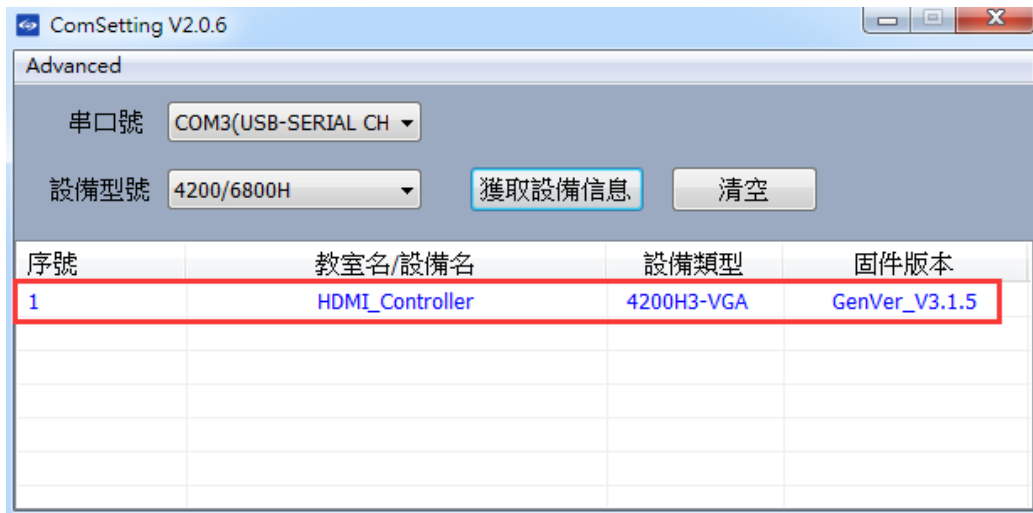 ComSetting V2.0.6
Advanced
串口號 COM3(USB-SERIAL CH
設備型號 4200/6800H 獲取設備信息 清空
序號 教室名/設備名 設備類型 固件版本
1 HDMI_Controller 4200H3-VGA GenVer_V3.1.5